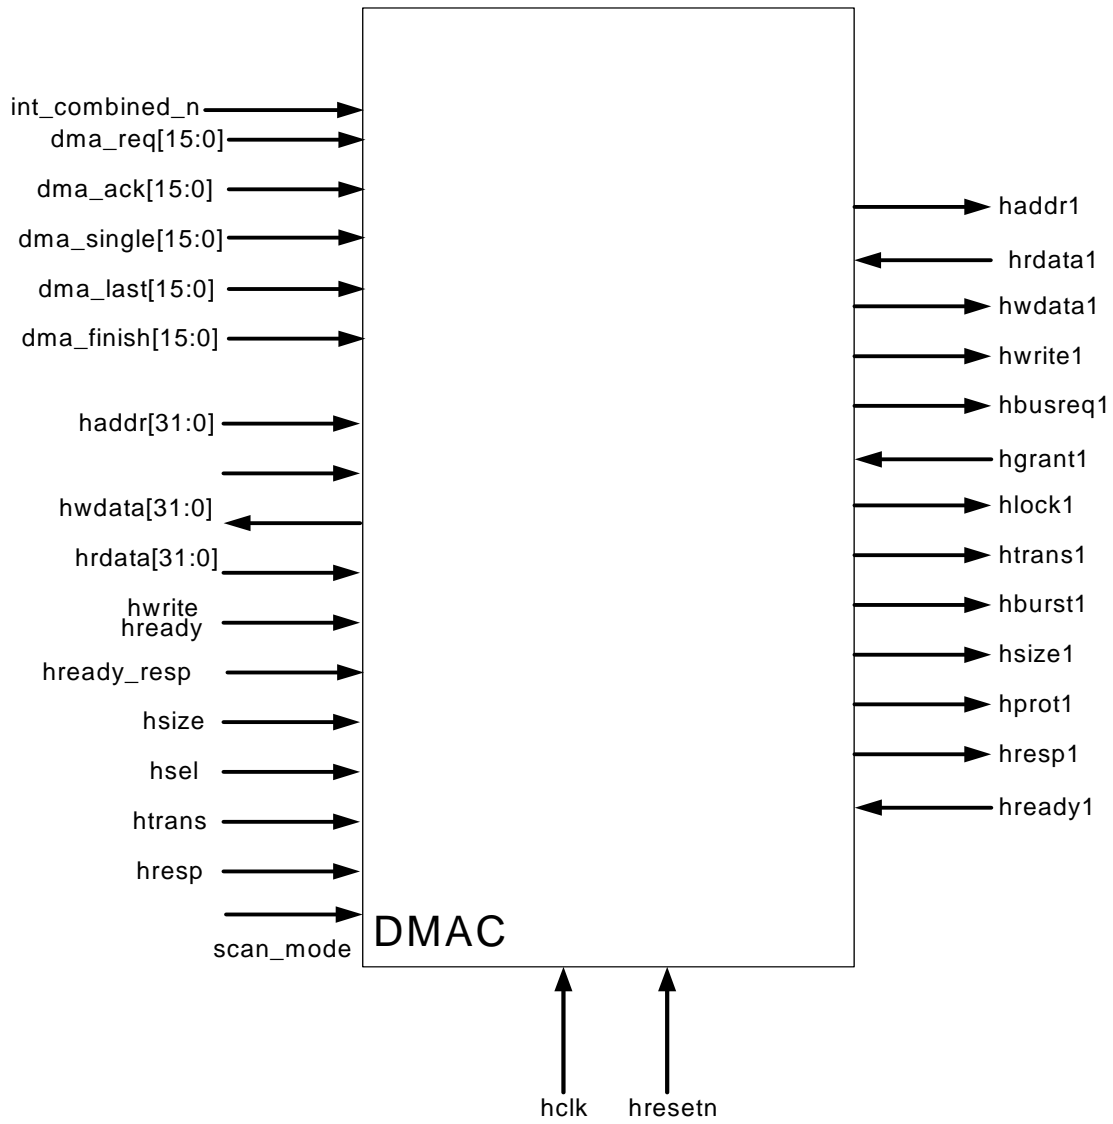 int_combined_n
dma_req[15:0]
dma_ack[15:0]
dma_single[15:0]
dma_last[15:0]
dma_finish[15:0]
haddr[31:0]
hwdata[31:0]
hrdata[31:0]
hwrite
hready
hready_resp
hsize
hsel
htrans
hresp
scan_mode
DMAC
haddr1
hrdata1
hwdata1
hwrite1
hbusreq1
hgrant1
hlock1
htrans1
hburst1
hsize1
hprot1
hresp1
hready1
hclk
hresetn